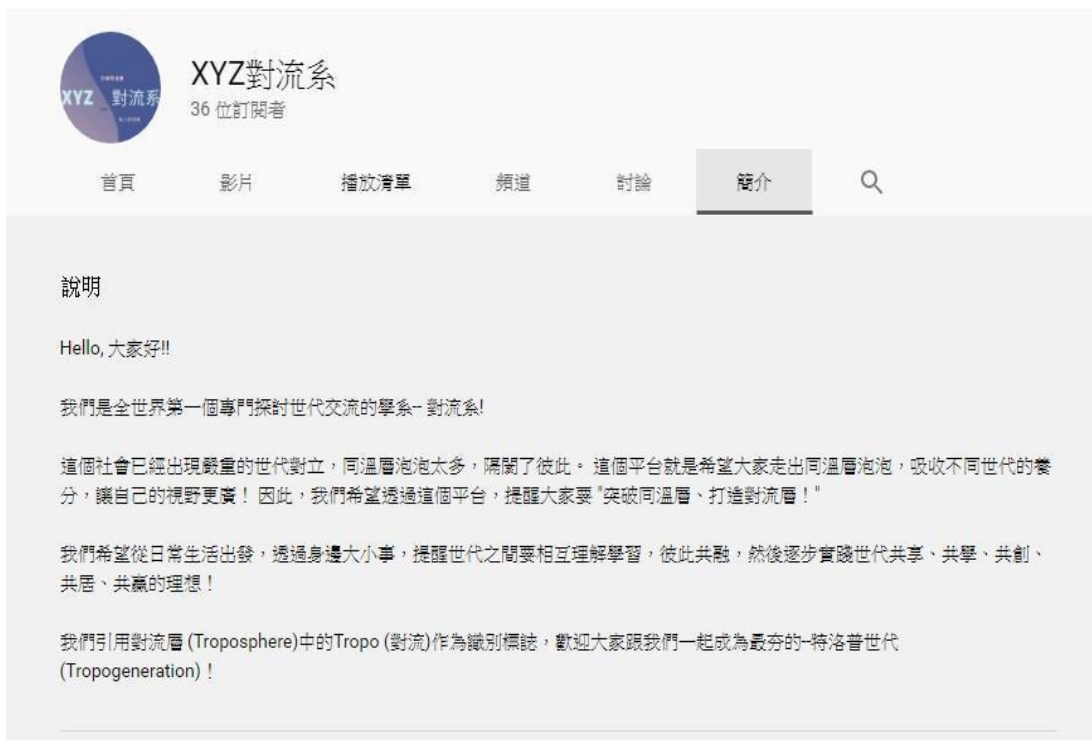 XYZ 對流系
XYZ對流系
36 位訂閱者
首頁 影片 播放清單 頻道 討論 簡介
說明
Hello, 大家好!!
我們是全世界第一個專門探討世代交流的學系-- 對流系!
這個社會已經出現嚴重的世代對立，同溫層泡泡太多，隔閡了彼此。 這個平台就是希望大家走出同溫層泡泡，吸收不同世代的養
分，讓自己的視野更廣！ 因此，我們希望透過這個平台，提醒大家要 "突破同溫層、打造對流層！"
我們希望從日常生活出發，透過身邊大小事，提醒世代之間要相互理解學習，彼此共融，然後逐步實踐世代共享、共學、共創、
共居、共贏的理想！
我們引用對流層 (Troposphere)中的Tropo (對流)作為識別標誌，歡迎大家跟我們一起成為最夯的--特洛普世代
(Tropogeneration)！